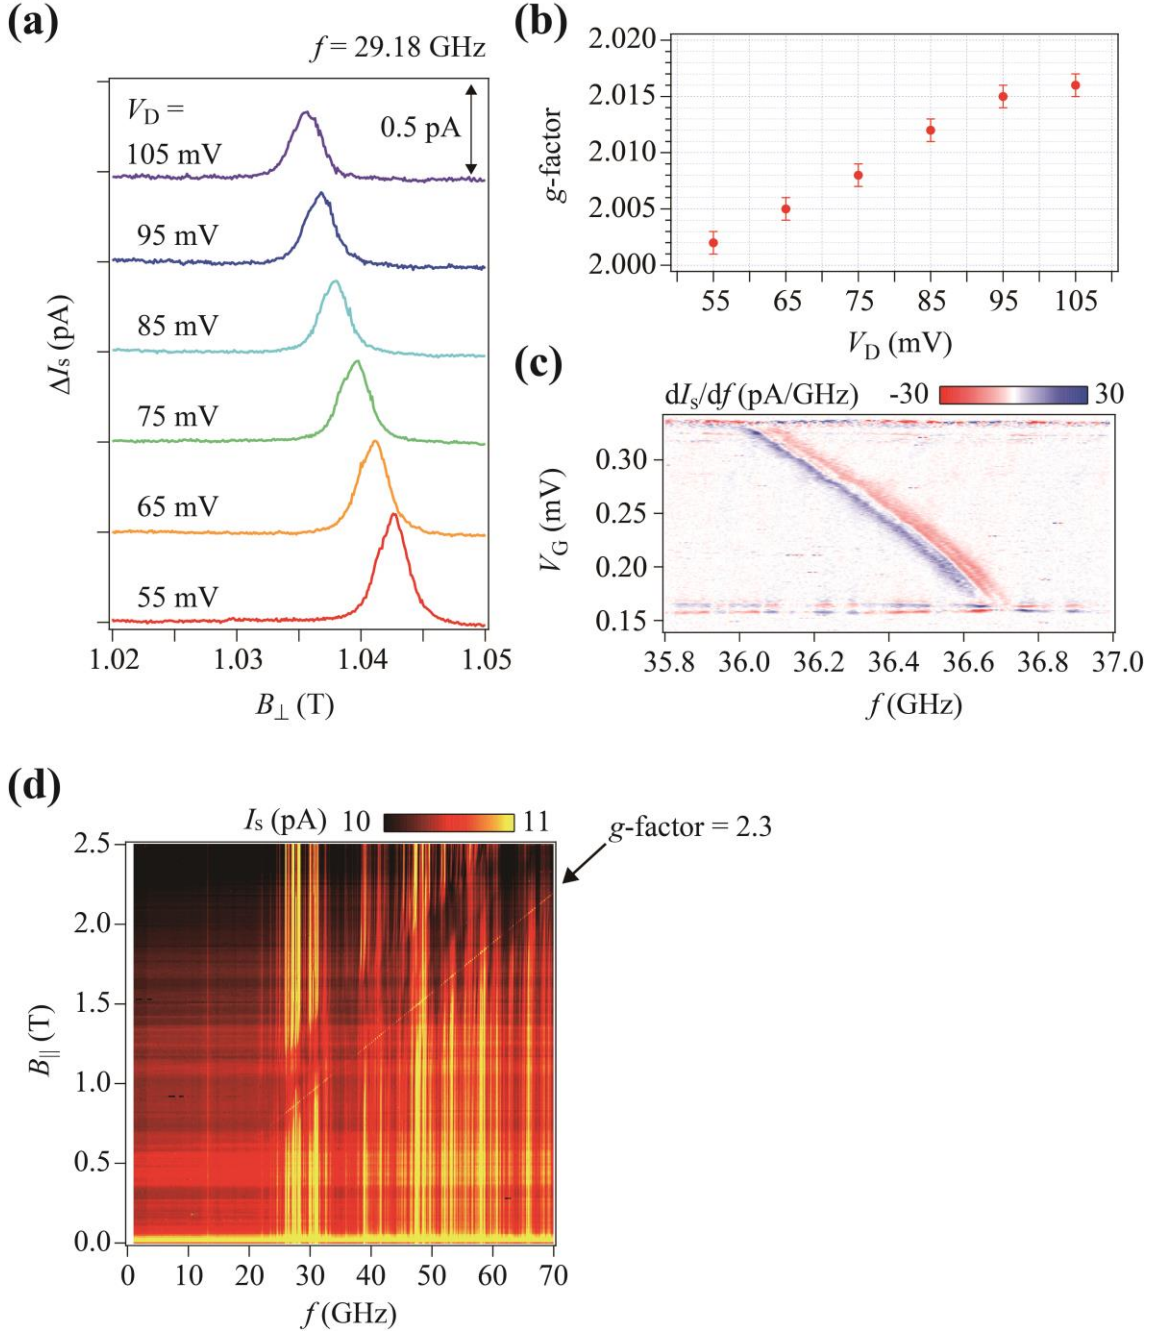 (a)
f = 29.18 GHz
V_D =
105 mV
0.5 pA
95 mV
85 mV
75 mV
65 mV
55 mV
ΔI_s (pA)
1.02 1.03 1.04 1.05
B_⊥ (T)
(b)
2.020
2.015
2.010
2.005
2.000
g-factor
55 65 75 85 95 105
V_D (mV)
(c)
dI_s/df (pA/GHz) -30 30
0.30
0.25
0.20
0.15
V_G (mV)
35.8 36.0 36.2 36.4 36.6 36.8 37.0
f (GHz)
(d)
I_s (pA) 10 11
g-factor = 2.3
2.5
2.0
1.5
1.0
0.5
0.0
B_|| (T)
0 10 20 30 40 50 60 70
f (GHz)